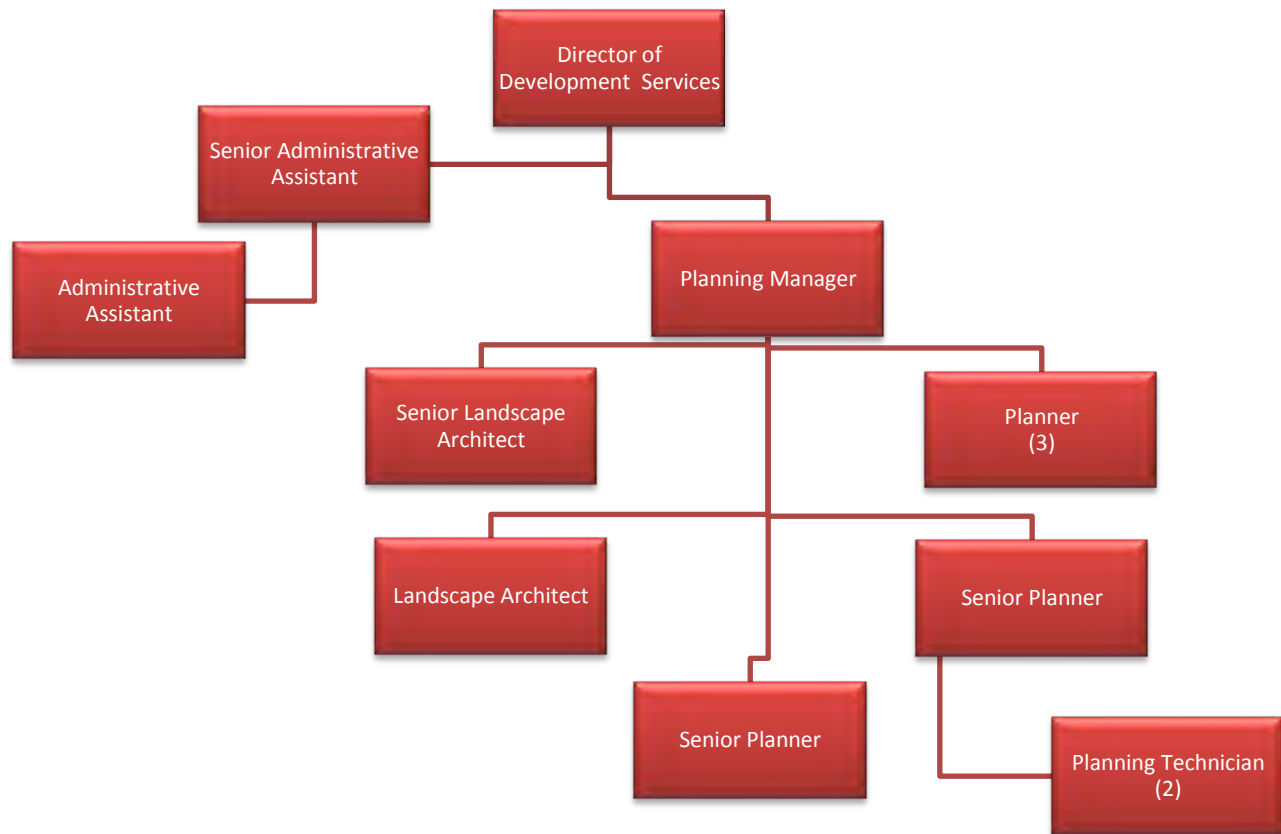 Director of
Development Services
Senior Administrative
Assistant
Administrative
Assistant
Planning Manager
Senior Landscape
Architect
Planner
(3)
Landscape Architect
Senior Planner
Senior Planner
Planning Technician
(2)